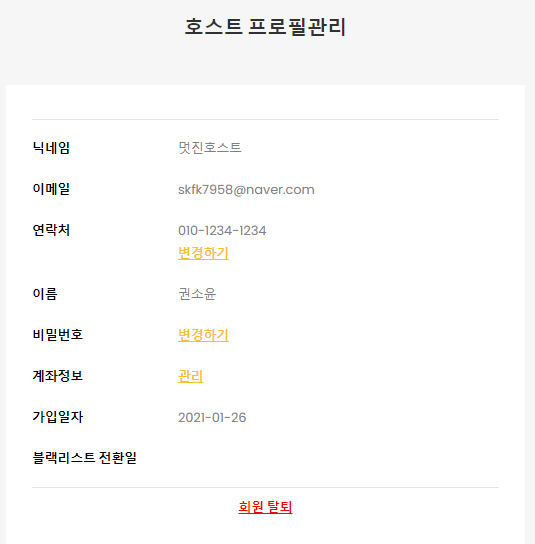 호스트 프로필관리
닉네임 멋진호스트
이메일 skfk7958@naver.com
연락처 010-1234-1234
변경하기
이름 권소윤
비밀번호 변경하기
계좌정보 관리
가입일자 2021-01-26
블랙리스트 전환일
회원 탈퇴